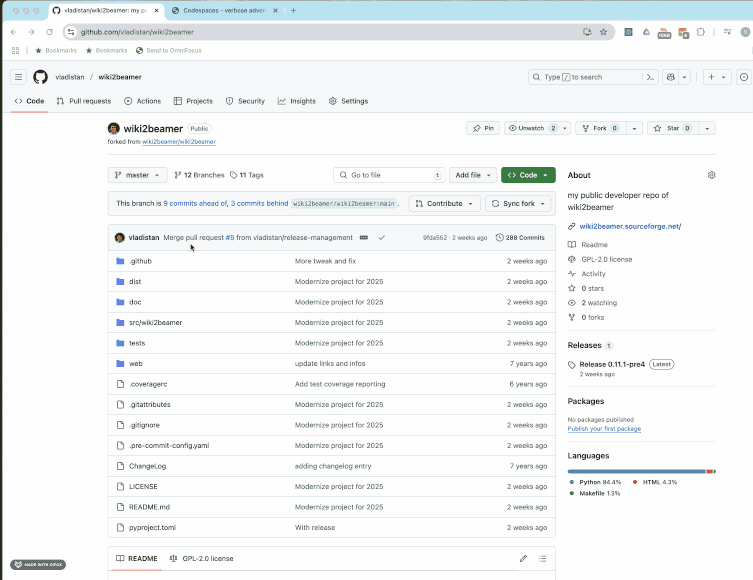 vladistan/wiki2beamer: my pu
Codespaces - verbose adven
github.com/vladistan/wiki2beamer
Bookmarks
Bookmarks
Send to OmniFocus
vladistan / wiki2beamer
Type / to search
Code
Pull requests
Actions
Projects
Security
Insights
Settings
wiki2beamer Public
forked from wiki2beamer/wiki2beamer
Pin
Unwatch 2
Fork 0
Star 0
master
12 Branches
11 Tags
Go to file
t
Add file
Code
This branch is 9 commits ahead of, 3 commits behind wiki2beamer/wiki2beamer:main .
Contribute
Sync fork
vladistan Merge pull request #5 from vladistan/release-management
9fda552 · 2 weeks ago
288 Commits
.github More tweak and fix 2 weeks ago
dist Modernize project for 2025 2 weeks ago
doc Modernize project for 2025 2 weeks ago
src/wiki2beamer Modernize project for 2025 2 weeks ago
tests Modernize project for 2025 2 weeks ago
web update links and infos 7 years ago
.coveragerc Add test coverage reporting 6 years ago
.gitattributes Modernize project for 2025 2 weeks ago
.gitignore Modernize project for 2025 2 weeks ago
.pre-commit-config.yaml Modernize project for 2025 2 weeks ago
ChangeLog adding changelog entry 7 years ago
LICENSE Modernize project for 2025 2 weeks ago
README.md Modernize project for 2025 2 weeks ago
pyproject.toml With release 2 weeks ago
README
GPL-2.0 license
About
my public developer repo of
wiki2beamer
wiki2beamer.sourceforge.net/
Readme
GPL-2.0 license
Activity
0 stars
2 watching
0 forks
Releases 1
Release 0.11.1-pre4 Latest
2 weeks ago
Packages
No packages published
Publish your first package
Languages
Python 94.4% HTML 4.3%
Makefile 1.3%
MADE WITH GIFOX